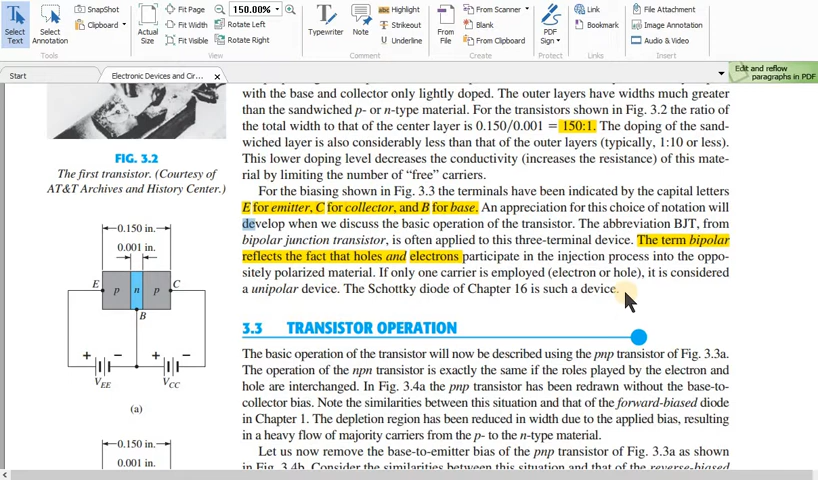 Select Text
Select Annotation
SnapShot
Clipboard
Tools
Actual Size
Fit Page
Fit Width
Fit Visible
150.00%
Rotate Left
Rotate Right
View
Typewriter
Note
Highlight
Strikeout
Underline
Comment
From File
From Scanner
Blank
From Clipboard
Create
PDF Sign
Protect
Link
Bookmark
Links
File Attachment
Image Annotation
Audio & Video
Insert
Start
Electronic Devices and Cir...
Edit and reflow
paragraphs in PDF
with the base and collector only lightly doped. The outer layers have widths much greater
than the sandwiched p- or n-type material. For the transistors shown in Fig. 3.2 the ratio of
the total width to that of the center layer is 0.150/0.001 = 150:1. The doping of the sand-
wiched layer is also considerably less than that of the outer layers (typically, 1:10 or less).
This lower doping level decreases the conductivity (increases the resistance) of this mate-
rial by limiting the number of “free” carriers.
For the biasing shown in Fig. 3.3 the terminals have been indicated by the capital letters
E for emitter, C for collector, and B for base. An appreciation for this choice of notation will
develop when we discuss the basic operation of the transistor. The abbreviation BJT, from
bipolar junction transistor, is often applied to this three-terminal device. The term bipolar
reflects the fact that holes and electrons participate in the injection process into the oppo-
sitely polarized material. If only one carrier is employed (electron or hole), it is considered
a unipolar device. The Schottky diode of Chapter 16 is such a device.
3.3 TRANSISTOR OPERATION
The basic operation of the transistor will now be described using the pnp transistor of Fig. 3.3a.
The operation of the npn transistor is exactly the same if the roles played by the electron and
hole are interchanged. In Fig. 3.4a the pnp transistor has been redrawn without the base-to-
collector bias. Note the similarities between this situation and that of the forward-biased diode
in Chapter 1. The depletion region has been reduced in width due to the applied bias, resulting
in a heavy flow of majority carriers from the p- to the n-type material.
Let us now remove the base-to-emitter bias of the pnp transistor of Fig. 3.3a as shown
in Fig. 3.4b. Consider the similarities between this situation and that of the reverse-biased
FIG. 3.2
The first transistor. (Courtesy of
AT&T Archives and History Center.)
0.150 in.
0.001 in.
E p n p C
B
+ − + −
VEE VCC
(a)
0.150 in.
0.001 in.